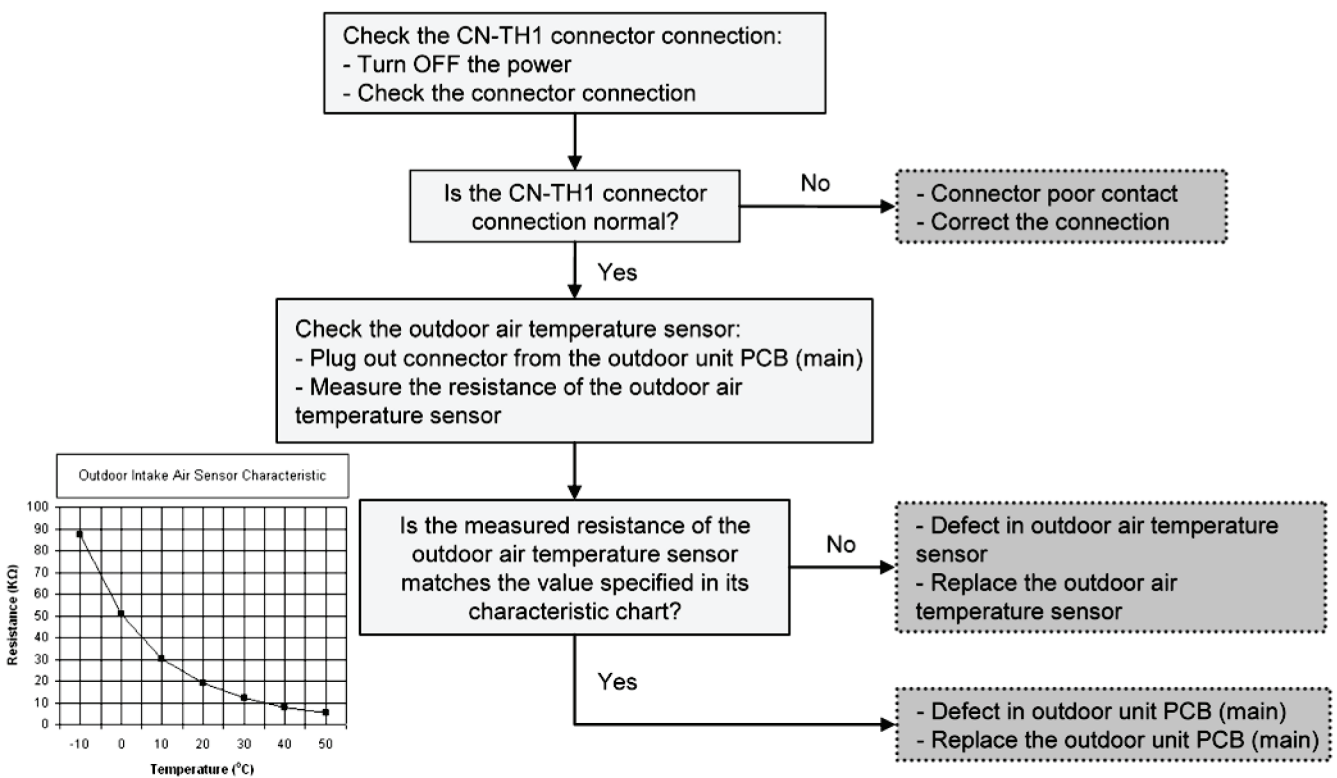 Check the CN-TH1 connector connection:
- Turn OFF the power
- Check the connector connection
Is the CN-TH1 connector
connection normal?
No
- Connector poor contact
- Correct the connection
Yes
Check the outdoor air temperature sensor:
- Plug out connector from the outdoor unit PCB (main)
- Measure the resistance of the outdoor air
temperature sensor
Is the measured resistance of the
outdoor air temperature sensor
matches the value specified in its
characteristic chart?
No
- Defect in outdoor air temperature
sensor
- Replace the outdoor air
temperature sensor
Yes
- Defect in outdoor unit PCB (main)
- Replace the outdoor unit PCB (main)
Outdoor Intake Air Sensor Characteristic
Resistance (KΩ)
100
90
80
70
60
50
40
30
20
10
0
-10 0 10 20 30 40 50
Temperature (°C)